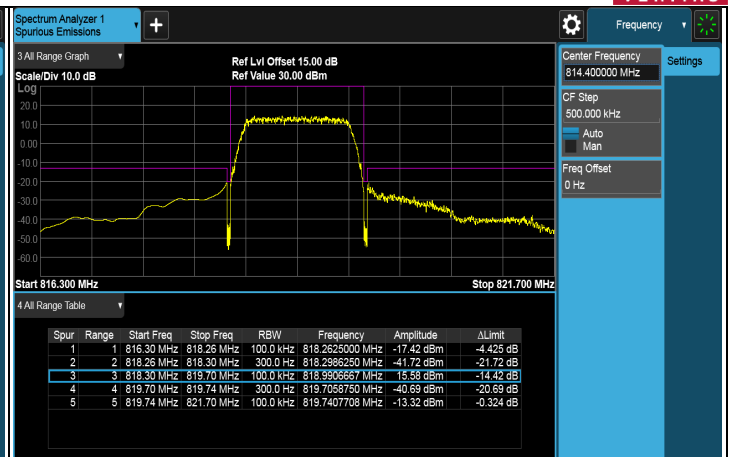 Spectrum Analyzer 1
Spurious Emissions
Frequency
3 All Range Graph
Ref Lvl Offset 15.00 dB
Scale/Div 10.0 dB
Ref Value 30.00 dBm
Log
20.0
10.0
0.00
-10.0
-20.0
-30.0
-40.0
-50.0
-60.0
Start 816.300 MHz
Stop 821.700 MHz
Center Frequency
814.400000 MHz
Settings
CF Step
500.000 kHz
Auto
Man
Freq Offset
0 Hz
4 All Range Table
Spur Range Start Freq Stop Freq RBW Frequency Amplitude ΔLimit
1 1 816.30 MHz 818.26 MHz 100.0 kHz 818.2625000 MHz -17.42 dBm -4.425 dB
2 2 818.26 MHz 818.30 MHz 300.0 Hz 818.2986250 MHz -41.72 dBm -21.72 dB
3 3 818.30 MHz 819.70 MHz 100.0 kHz 818.9906667 MHz 15.58 dBm -14.42 dB
4 4 819.70 MHz 819.74 MHz 300.0 Hz 819.7058750 MHz -40.69 dBm -20.69 dB
5 5 819.74 MHz 821.70 MHz 100.0 kHz 819.7407708 MHz -13.32 dBm -0.324 dB